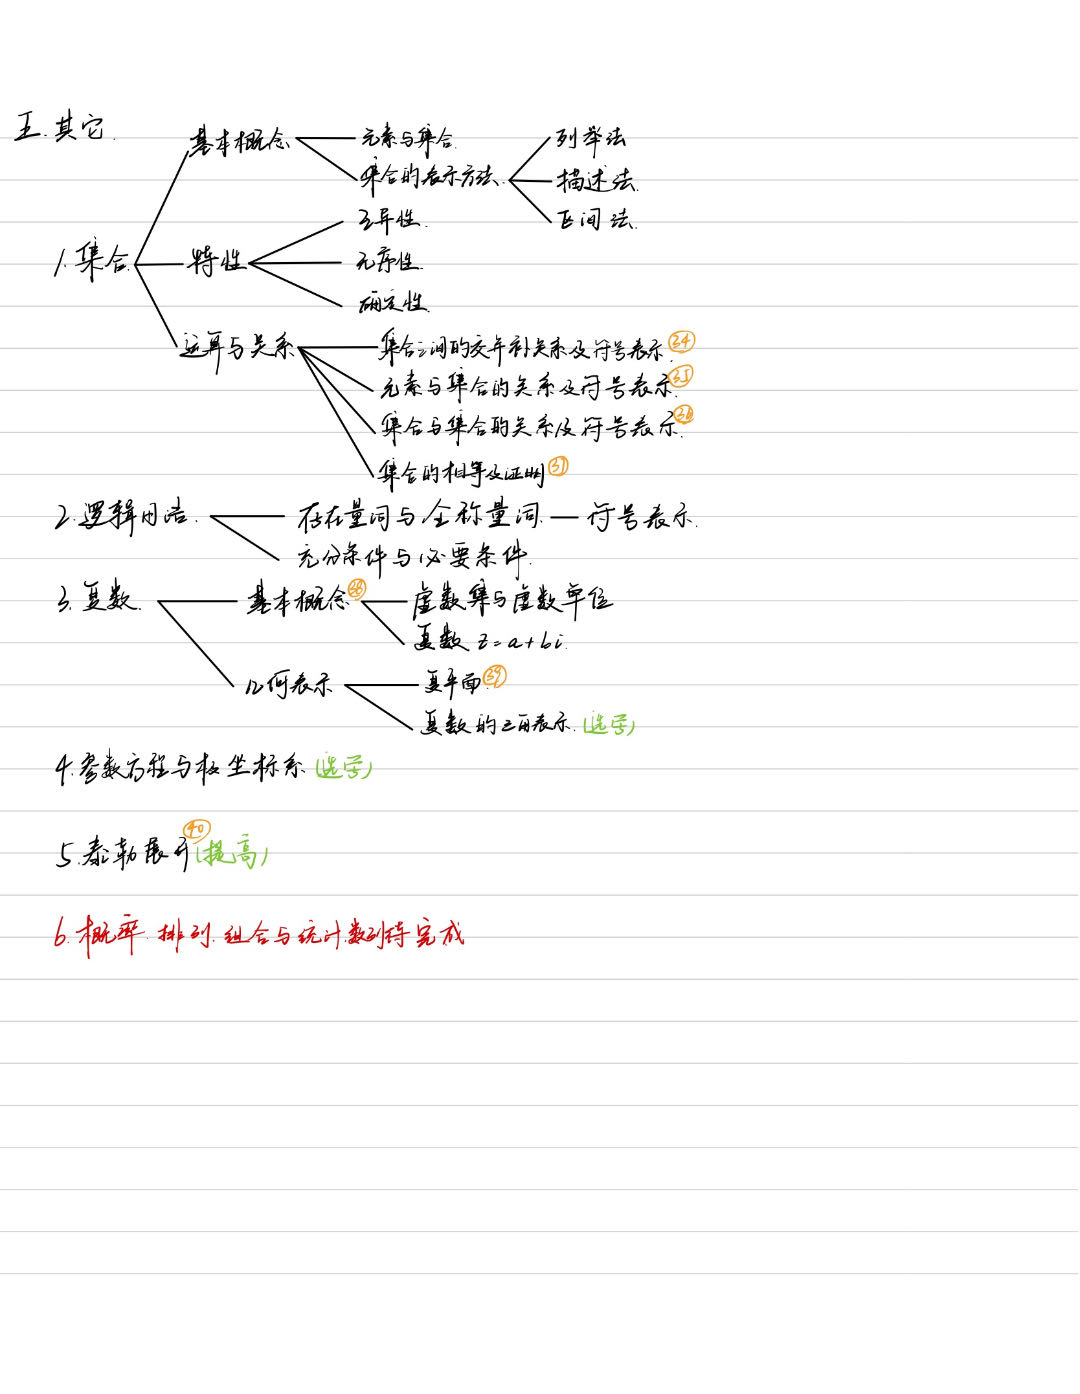 五.其它.
基本概念
元素与集合.
列举法
集合的表示方法.
描述法.
区间法.
1.集合.
特性
互异性.
无序性.
确定性.
运算与关系
集合之间的交并补关系及符号表示.㉞
元素与集合的关系及符号表示.㉟
集合与集合的关系及符号表示.㊱
集合的相等及证明㊲
2.逻辑用语.
存在量词与全称量词.—符号表示.
充分条件与必要条件.
3.复数.
基本概念㊳
虚数集与虚数单位
复数 z=a+bi.
几何表示
复平面.㊴
复数的三角表示.(选学)
4.参数方程与极坐标系.(选学)
5.泰勒展开㊵(提高)
6.概率.排列.组合与统计.数列待完成